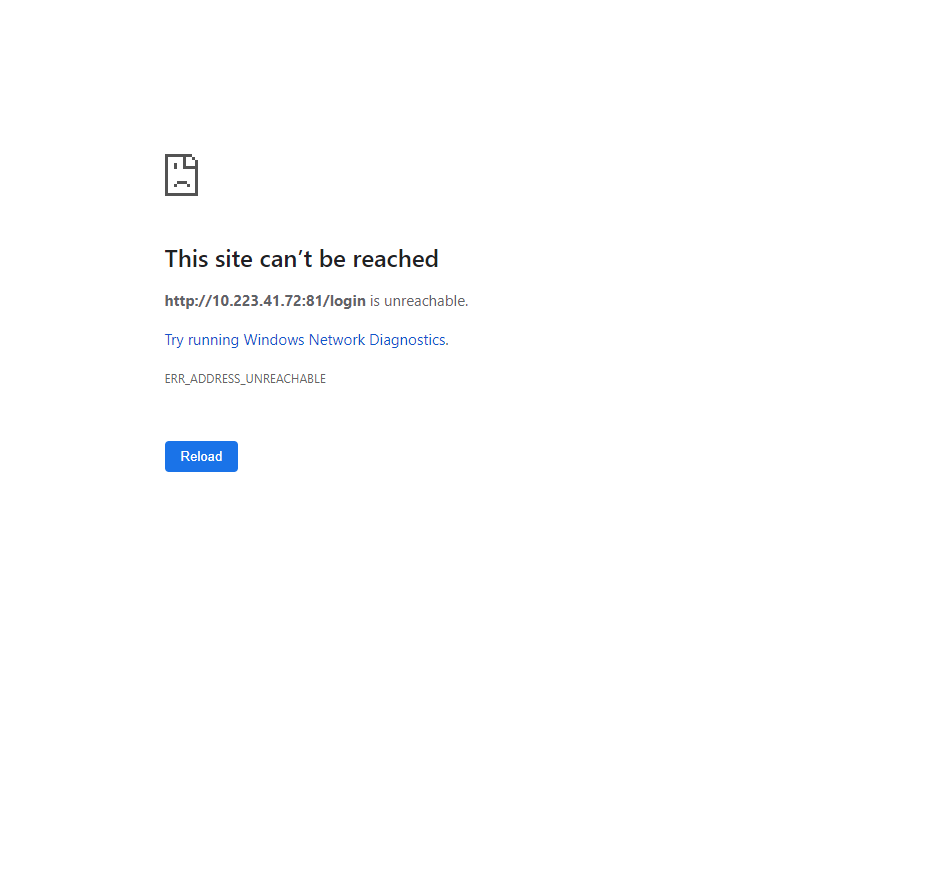 This site can’t be reached
http://10.223.41.72:81/login is unreachable.
Try running Windows Network Diagnostics.
ERR_ADDRESS_UNREACHABLE
Reload